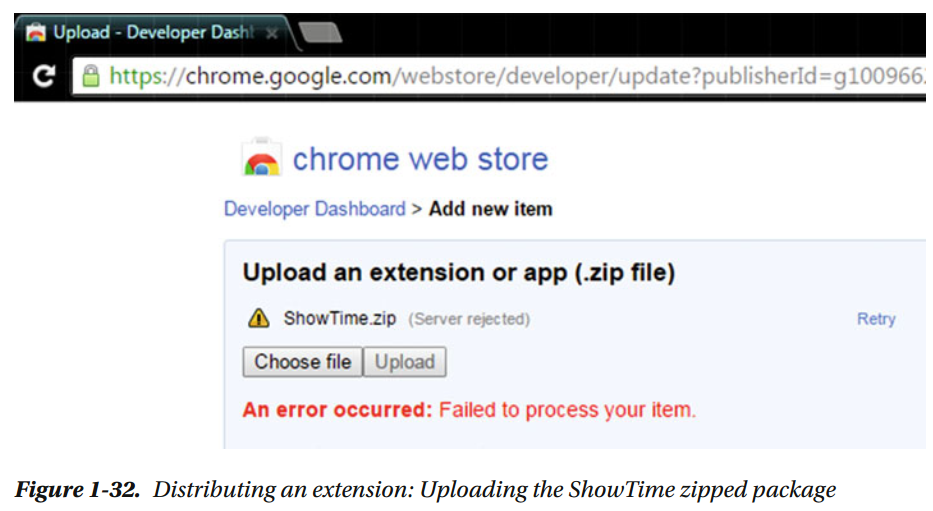 Upload - Developer Dash
https://chrome.google.com/webstore/developer/update?publisherId=g100966
chrome web store
Developer Dashboard > Add new item
Upload an extension or app (.zip file)
ShowTime.zip (Server rejected) Retry
Choose file Upload
An error occurred: Failed to process your item.
Figure 1-32. Distributing an extension: Uploading the ShowTime zipped package